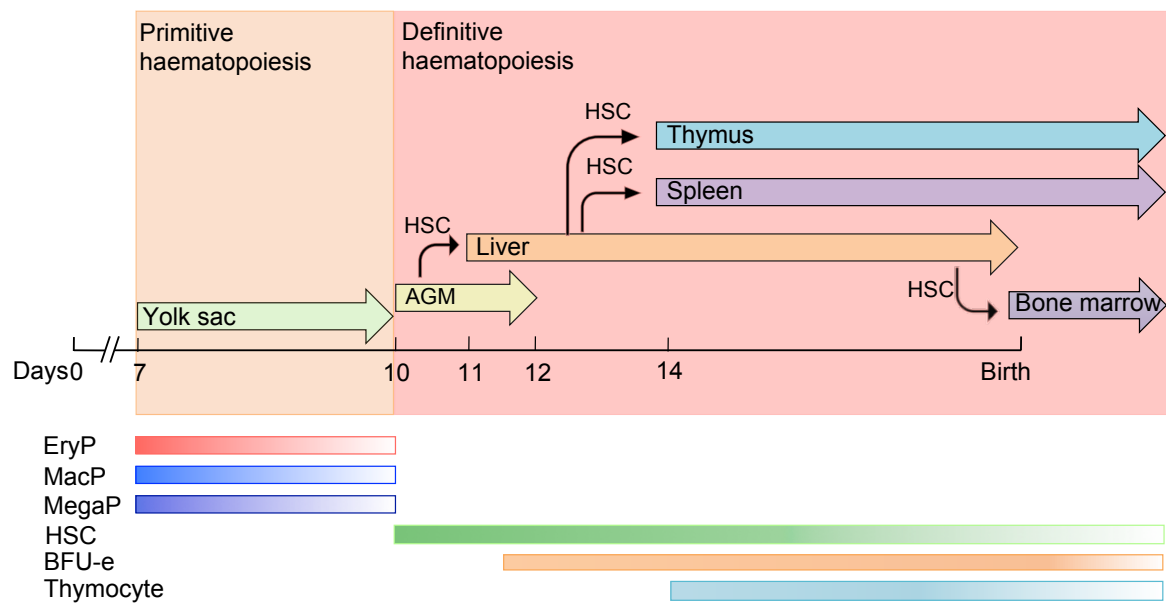 Primitive
haematopoiesis
Definitive
haematopoiesis
HSC
Thymus
HSC
Spleen
HSC
Liver
HSC
AGM
Bone marrow
Yolk sac
Days 0 7 10 11 12 14 Birth
EryP
MacP
MegaP
HSC
BFU-e
Thymocyte